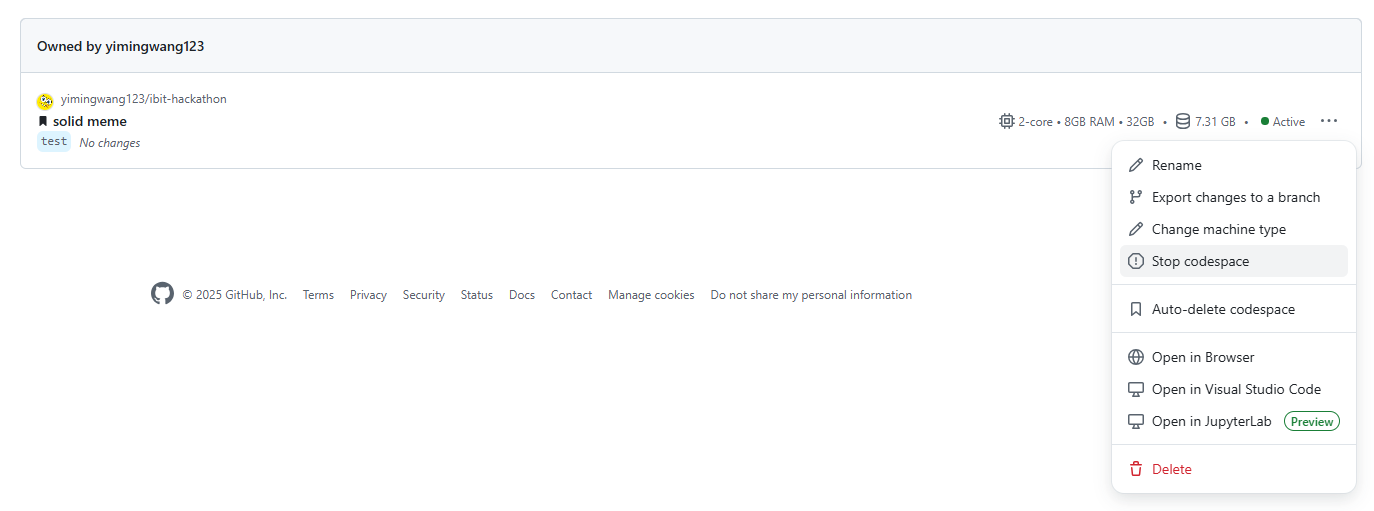 Owned by yimingwang123
yimingwang123/ibit-hackathon
solid meme
2-core • 8GB RAM • 32GB • 7.31 GB • Active ···
test No changes
Rename
Export changes to a branch
Change machine type
Stop codespace
Auto-delete codespace
Open in Browser
Open in Visual Studio Code
Open in JupyterLab Preview
Delete
© 2025 GitHub, Inc. Terms Privacy Security Status Docs Contact Manage cookies Do not share my personal information